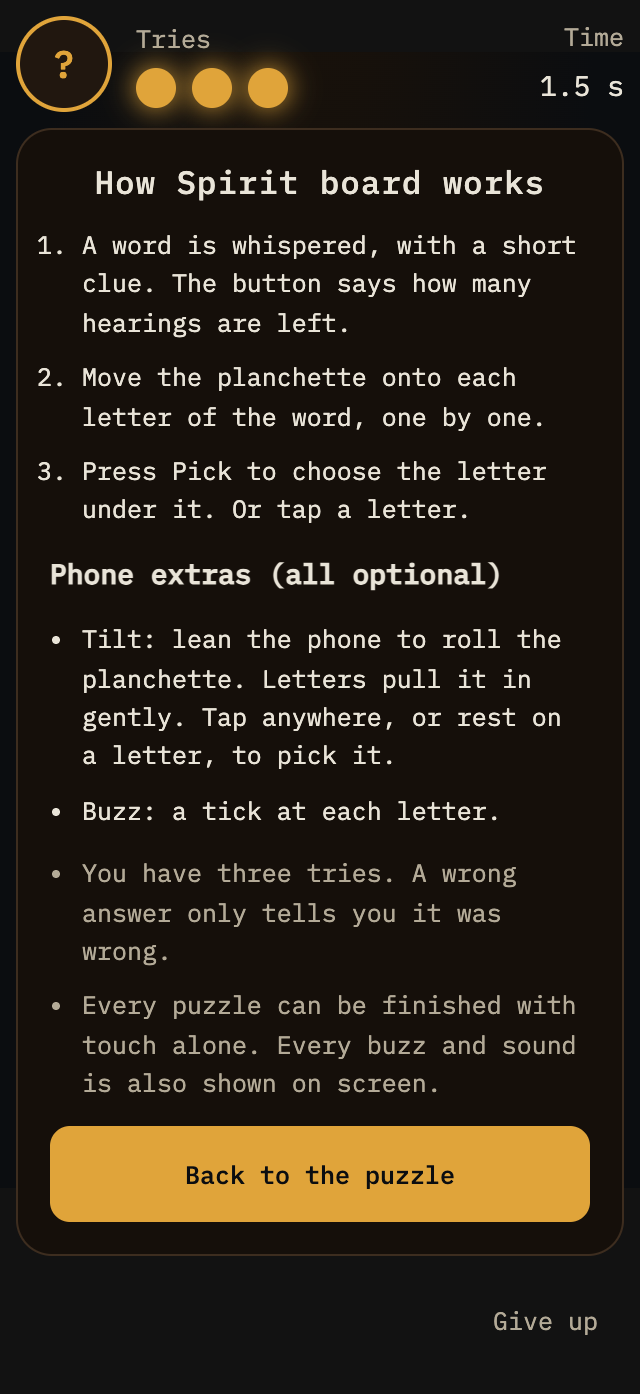 ?
Tries
Time
1.5 s
How Spirit board works
1. A word is whispered, with a short
clue. The button says how many
hearings are left.
2. Move the planchette onto each
letter of the word, one by one.
3. Press Pick to choose the letter
under it. Or tap a letter.
Phone extras (all optional)
• Tilt: lean the phone to roll the
planchette. Letters pull it in
gently. Tap anywhere, or rest on
a letter, to pick it.
• Buzz: a tick at each letter.
• You have three tries. A wrong
answer only tells you it was
wrong.
• Every puzzle can be finished with
touch alone. Every buzz and sound
is also shown on screen.
Back to the puzzle
Give up